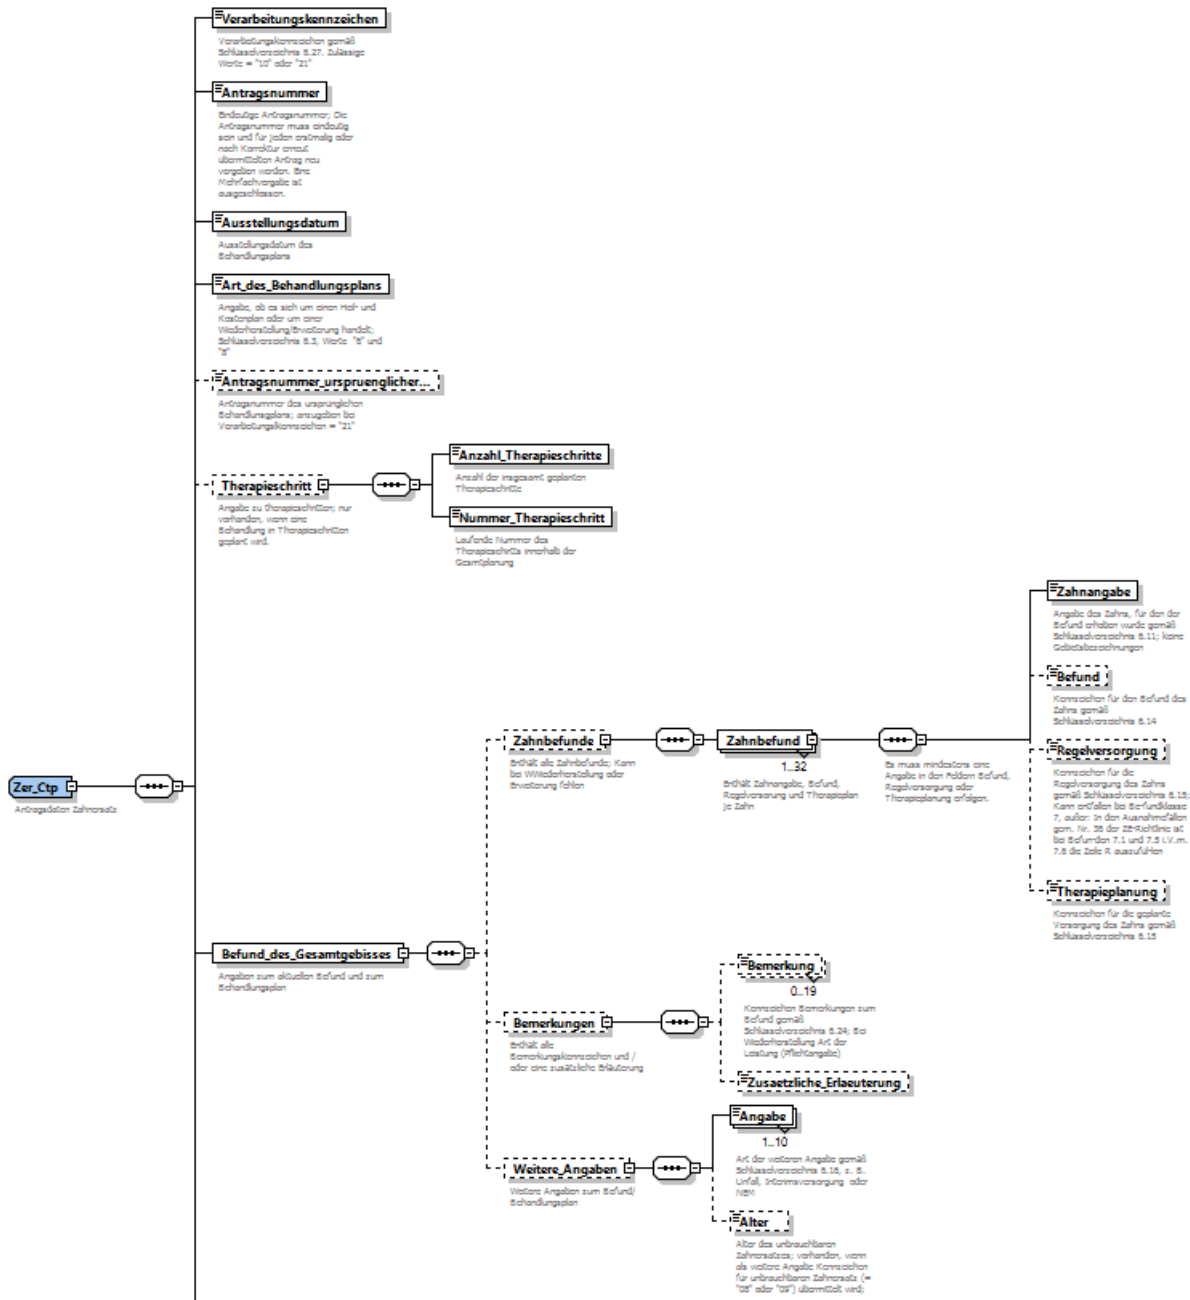 Verarbeitungskennzeichen
Verarbeitungskennzeichen gemäß
Schlüsselverzeichnis 6.27. Zulässige
Werte = "10" oder "21"
Antragsnummer
Eindeutige Antragsnummer; Die
Antragsnummer muss eindeutig
sein und für jeden erstmalig oder
nach Korrektur erneut
übermittelten Antrag neu
vergeben werden. Eine
Mehrfachvergabe ist
ausgeschlossen.
Ausstellungsdatum
Ausstellungsdatum des
Behandlungsplans
Art_des_Behandlungsplans
Angabe, ob es sich um einen Heil- und
Kostenplan oder um einer
Wiederherstellung/Erweiterung handelt;
Schlüsselverzeichnis 6.3, Werte "6" und
"8"
Antragsnummer_urspruenglicher...
Antragsnummer des ursprünglichen
Behandlungsplans; anzugeben bei
Verarbeitungskennzeichen = "21"
Therapieschritt
Angabe zu Therapieschritten; nur
vorhanden, wenn eine
Behandlung in Therapieschritten
geplant wird.
Anzahl_Therapieschritte
Anzahl der insgesamt geplanten
Therapieschritte
Nummer_Therapieschritt
Laufende Nummer des
Therapieschritts innerhalb der
Gesamtplanung
Zer_Ctp
Antragsdaten Zahnersatz
Befund_des_Gesamtgebisses
Angaben zum aktuellen Befund und zum
Behandlungsplan
Zahnbefunde
Enthält alle Zahnbefunde; Kann
bei WWiederherstellung oder
Erweiterung fehlen
Zahnbefund
1..32
Enthält Zahnangabe, Befund,
Regelversorgung und Therapieplan
je Zahn
Es muss mindestens eine
Angabe in den Feldern Befund,
Regelversorgung oder
Therapieplanung erfolgen.
Zahnangabe
Angabe des Zahns, für den der
Befund erhoben wurde gemäß
Schlüsselverzeichnis 6.11; keine
Gebietsbezeichnungen
Befund
Kennzeichen für den Befund des
Zahns gemäß
Schlüsselverzeichnis 6.14
Regelversorgung
Kennzeichen für die
Regelversorgung des Zahns
gemäß Schlüsselverzeichnis 6.15;
Kann entfallen bei Befundklasse
7, außer: In den Ausnahmefällen
gem. Nr. 36 der ZE-Richtlinie ist
bei Befunden 7.1 und 7.5 i.V.m.
7.6 die Zeile R auszufüllen
Therapieplanung
Kennzeichen für die geplante
Versorgung des Zahns gemäß
Schlüsselverzeichnis 6.15
Bemerkungen
Enthält alle
Bemerkungskennzeichen und /
oder eine zusätzliche Erläuterung
Bemerkung
0..19
Kennzeichen Bemerkungen zum
Befund gemäß
Schlüsselverzeichnis 6.24; Bei
Wiederherstellung Art der
Leistung (Pflichtangabe)
Zusaetzliche_Erlaeuterung
Weitere_Angaben
Weitere Angaben zum Befund/
Behandlungsplan
Angabe
1..10
Art der weiteren Angabe gemäß
Schlüsselverzeichnis 6.16, z. B.
Unfall, Interimsversorgung oder
NEM
Alter
Alter des unbrauchbaren
Zahnersatzes; vorhanden, wenn
als weitere Angabe Kennzeichen
für unbrauchbaren Zahnersatz (=
"08" oder "09") übermittelt wird;